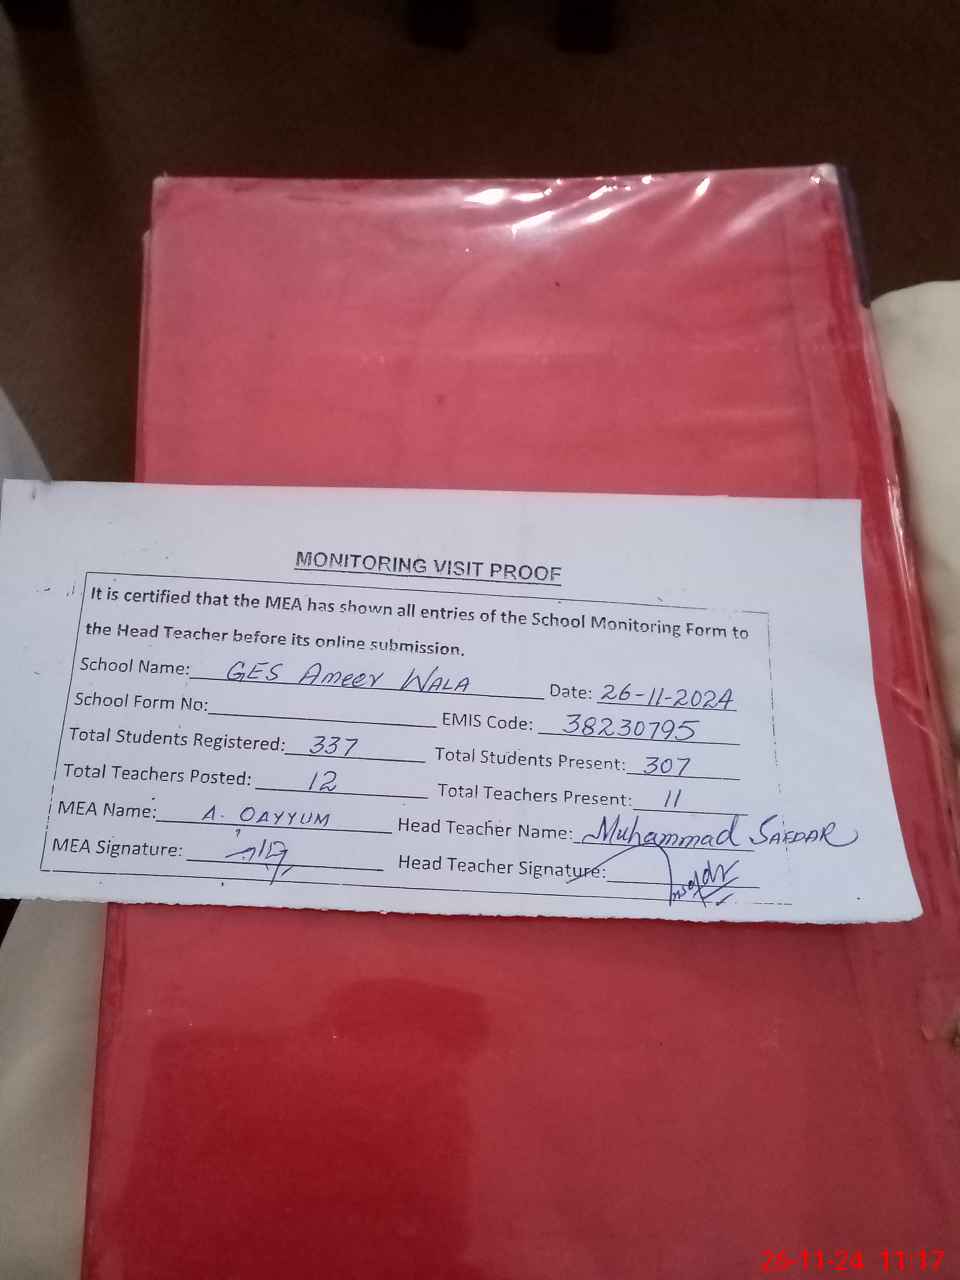 MONITORING VISIT PROOF
It is certified that the MEA has shown all entries of the School Monitoring Form to
the Head Teacher before its online submission.
School Name: GES Ameer WALA Date: 26-11-2024
School Form No: EMIS Code: 38230795
Total Students Registered: 337 Total Students Present: 307
Total Teachers Posted: 12 Total Teachers Present: 11
MEA Name: A. QAYYUM Head Teacher Name: Muhammad SAFDAR
MEA Signature: Head Teacher Signature:
26-11-24 11:17